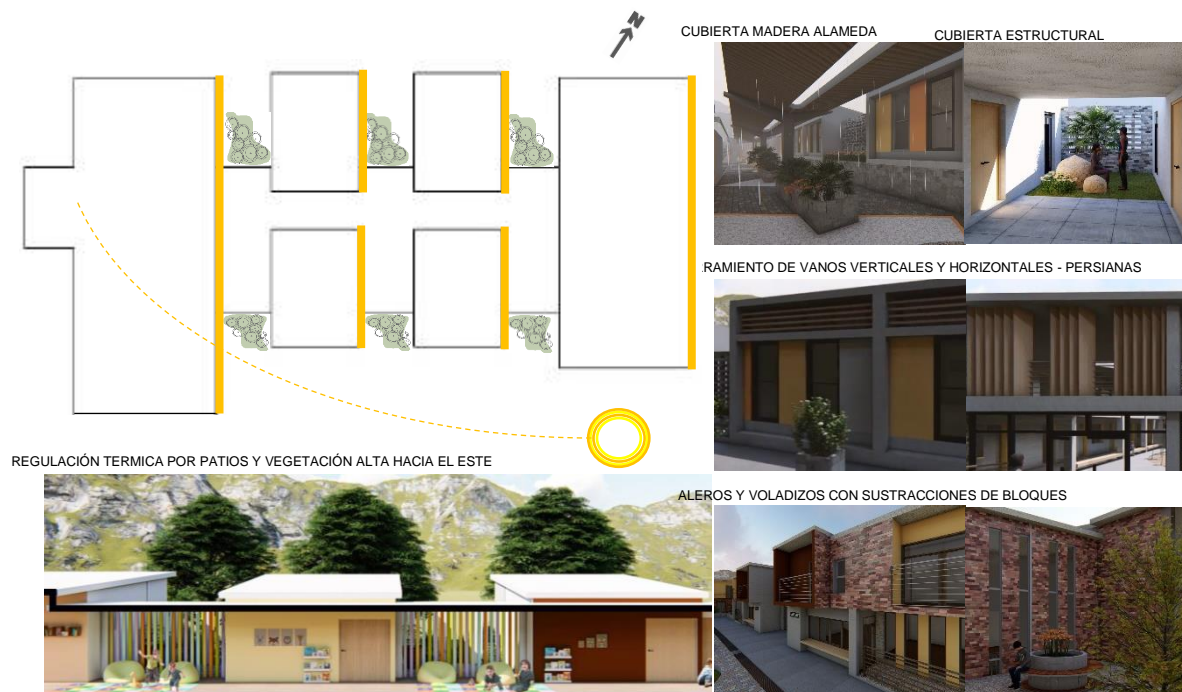 N
CUBIERTA MADERA ALAMEDA
CUBIERTA ESTRUCTURAL
RAMIENTO DE VANOS VERTICALES Y HORIZONTALES - PERSIANAS
REGULACIÓN TERMICA POR PATIOS Y VEGETACIÓN ALTA HACIA EL ESTE
ALEROS Y VOLADIZOS CON SUSTRACCIONES DE BLOQUES